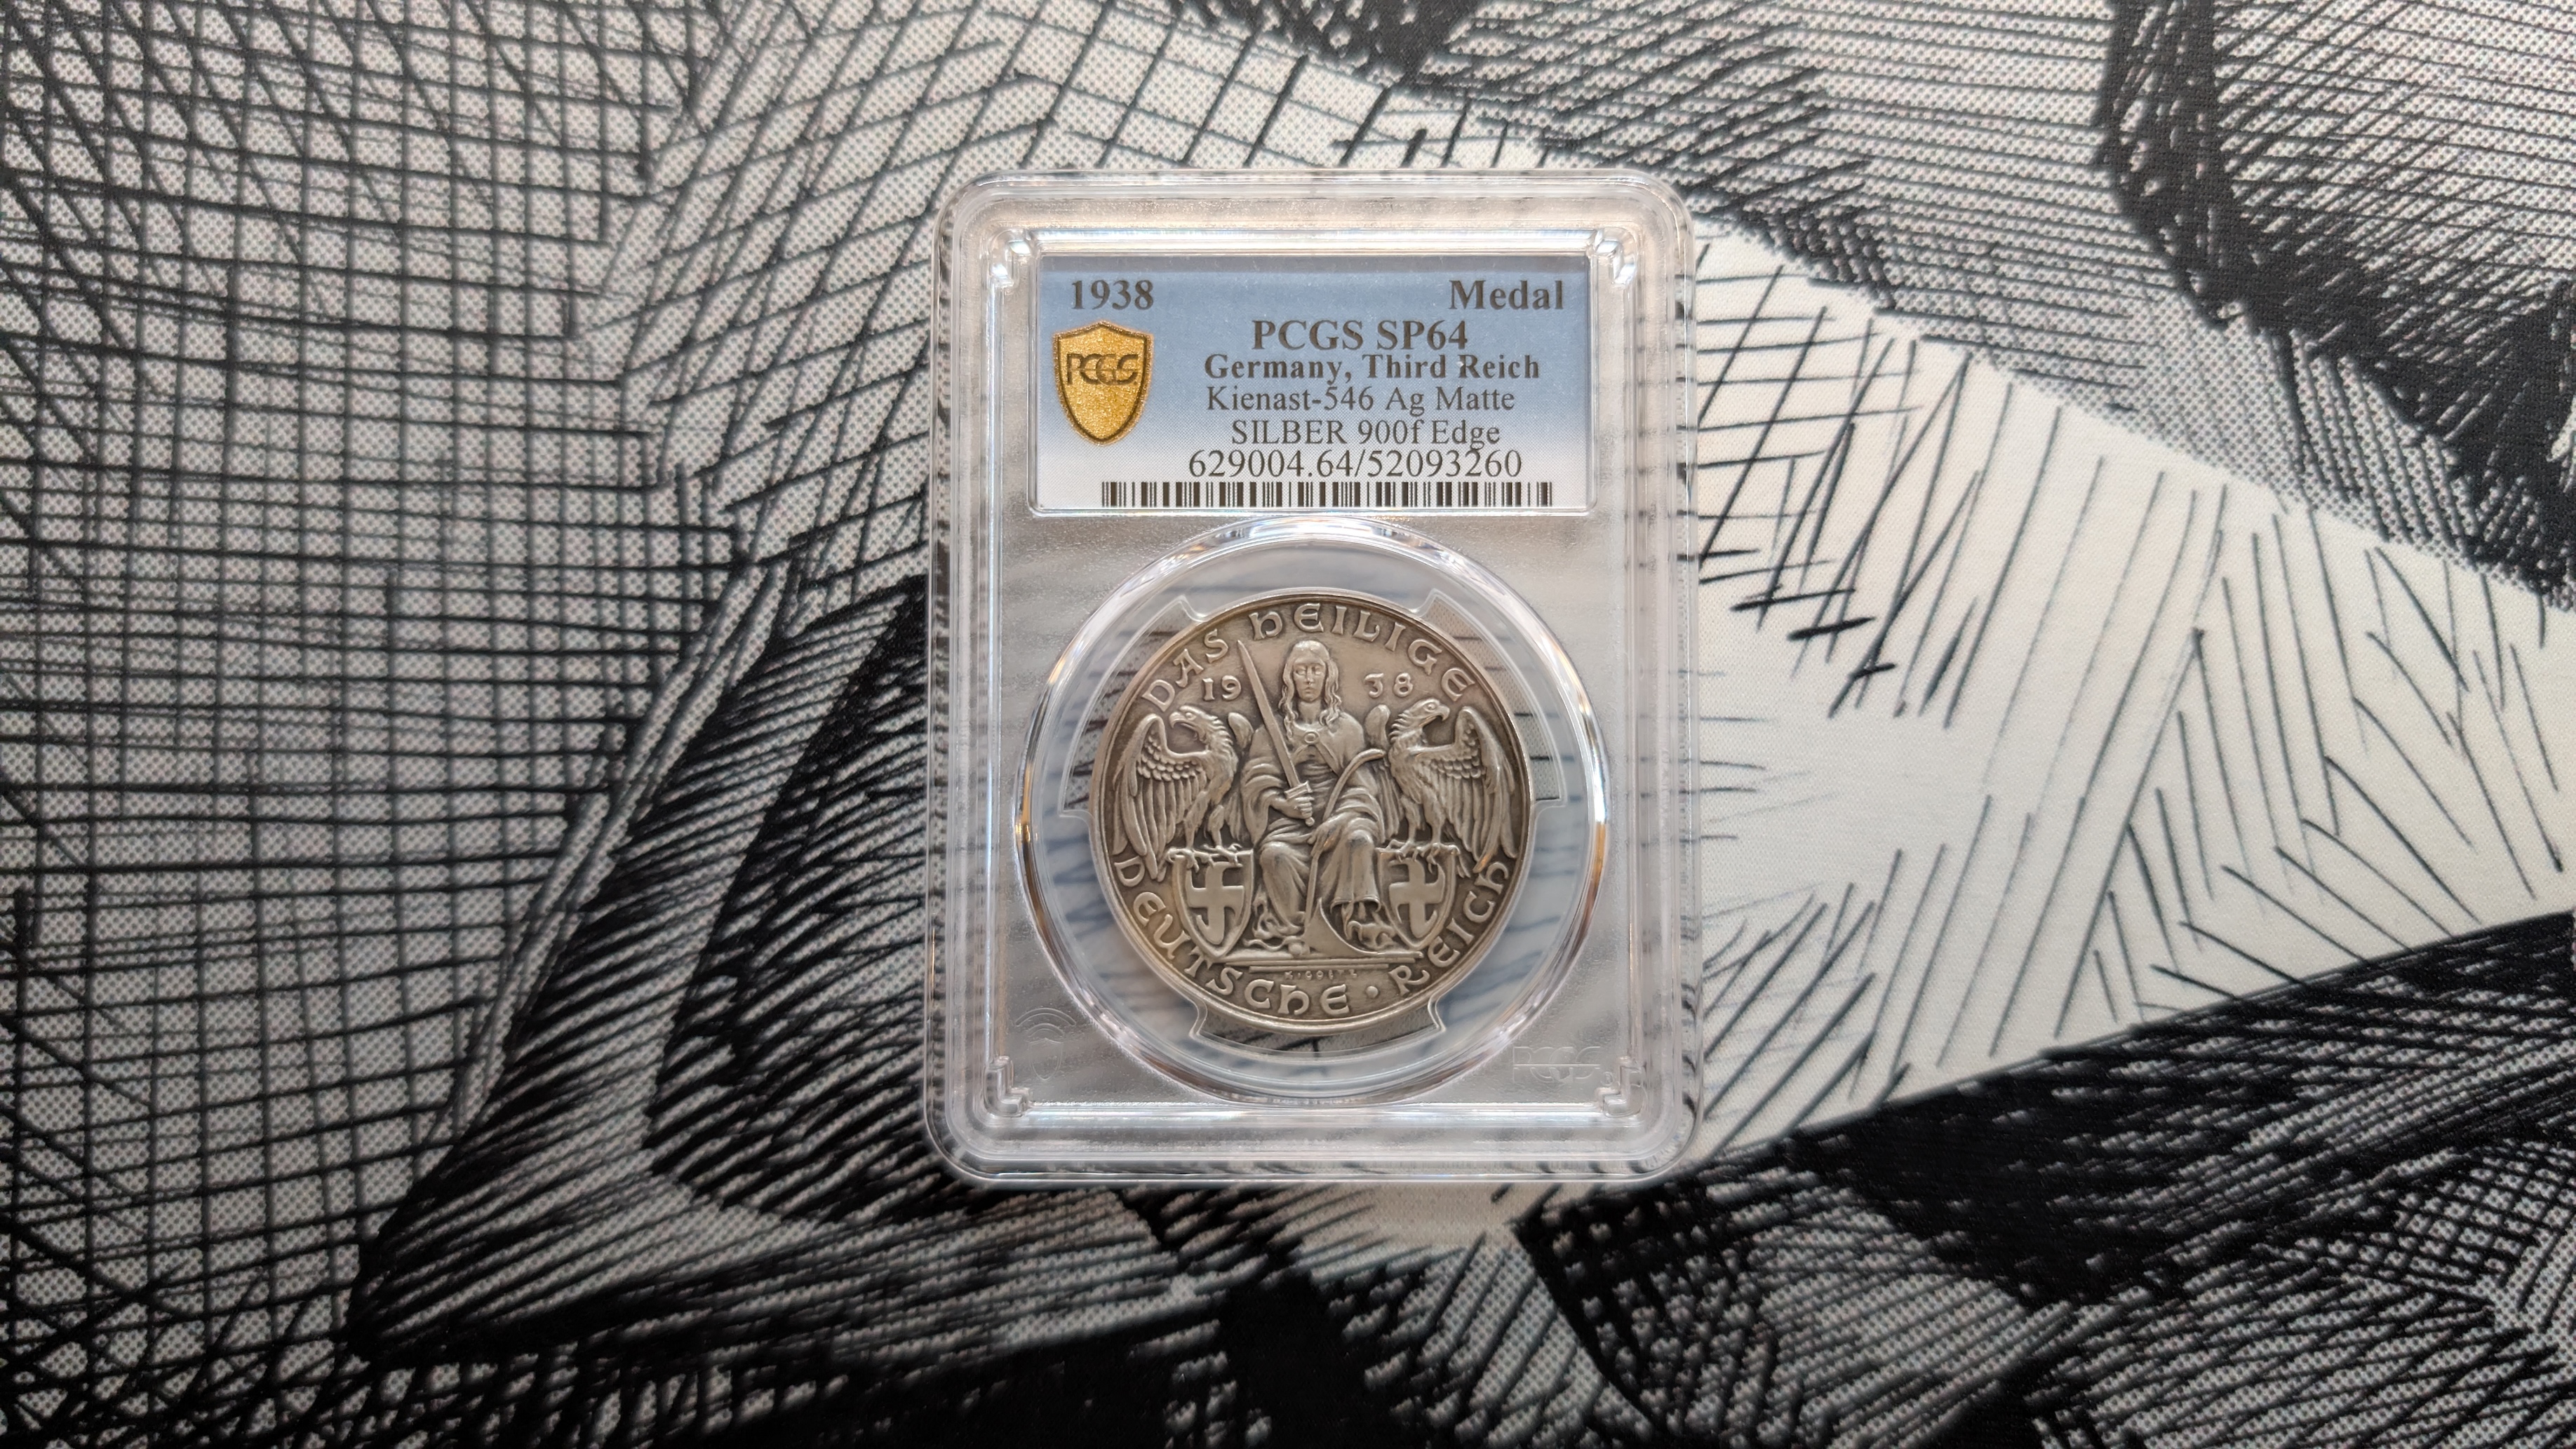 1938 Medal
PCGS SP64
PCGS
Germany, Third Reich
Kienast-546 Ag Matte
SILBER 900f Edge
629004.64/52093260
DAS HEILIGE
19 38
DEUTSCHE · REICH
PCGS